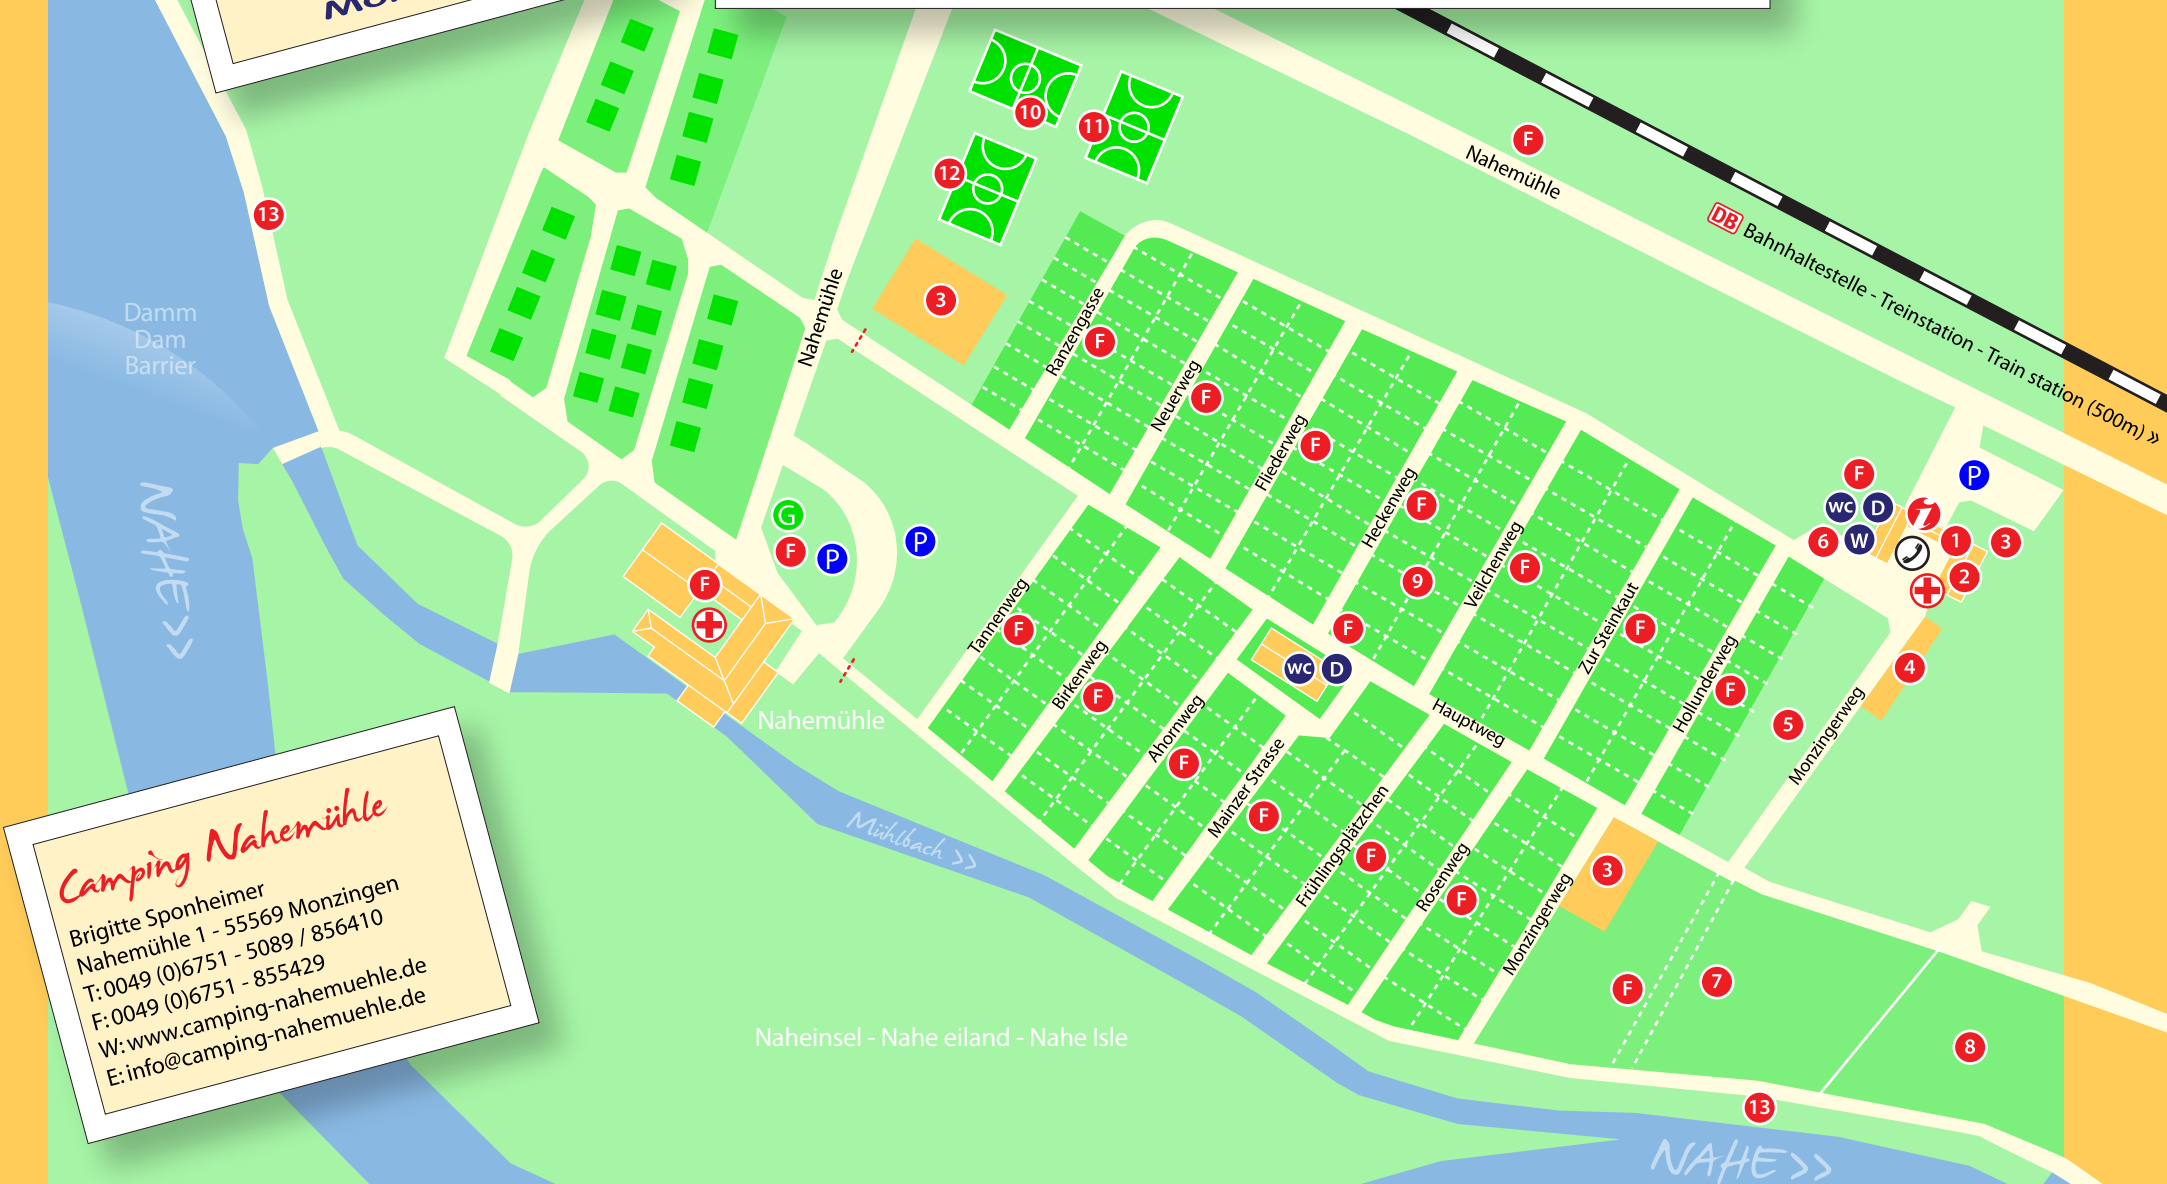 10
11
12
13
3
F
Nahemühle
DB Bahnhaltestelle - Treinstation - Train station (500m) »
Damm
Dam
Barrier
NAHE >>
Nahemühle
Ranzengasse
F
Neuerweg
F
Fliederweg
F
Heckenweg
F
9
F
Veilchenweg
F
Zur Steinkaut
F
Hollunderweg
F
5
F
WC
D
6
W
i
1
3
2
P
4
Monzingerweg
G
F
P
P
F
Nahemühle
Tannenweg
F
Birkenweg
F
Ahornweg
F
WC
D
Hauptweg
Mainzer Strasse
F
Frühlingsplätzchen
F
Rosenweg
F
Monzingerweg
3
F
7
8
13
Mühlbach >>
Naheinsel - Nahe eiland - Nahe Isle
NAHE >>
Camping Nahemühle
Brigitte Sponheimer
Nahemühle 1 - 55569 Monzingen
T: 0049 (0)6751 - 5089 / 856410
F: 0049 (0)6751 - 855429
W: www.camping-nahemuehle.de
E: info@camping-nahemuehle.de